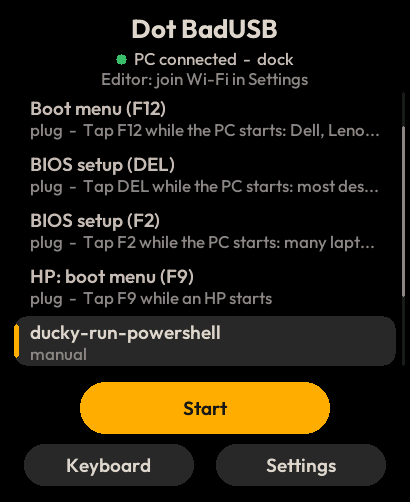 Dot BadUSB
PC connected - dock
Editor: join Wi-Fi in Settings
Boot menu (F12)
plug - Tap F12 while the PC starts: Dell, Leno...
BIOS setup (DEL)
plug - Tap DEL while the PC starts: most des...
BIOS setup (F2)
plug - Tap F2 while the PC starts: many lapt...
HP: boot menu (F9)
plug - Tap F9 while an HP starts
ducky-run-powershell
manual
Start
Keyboard
Settings